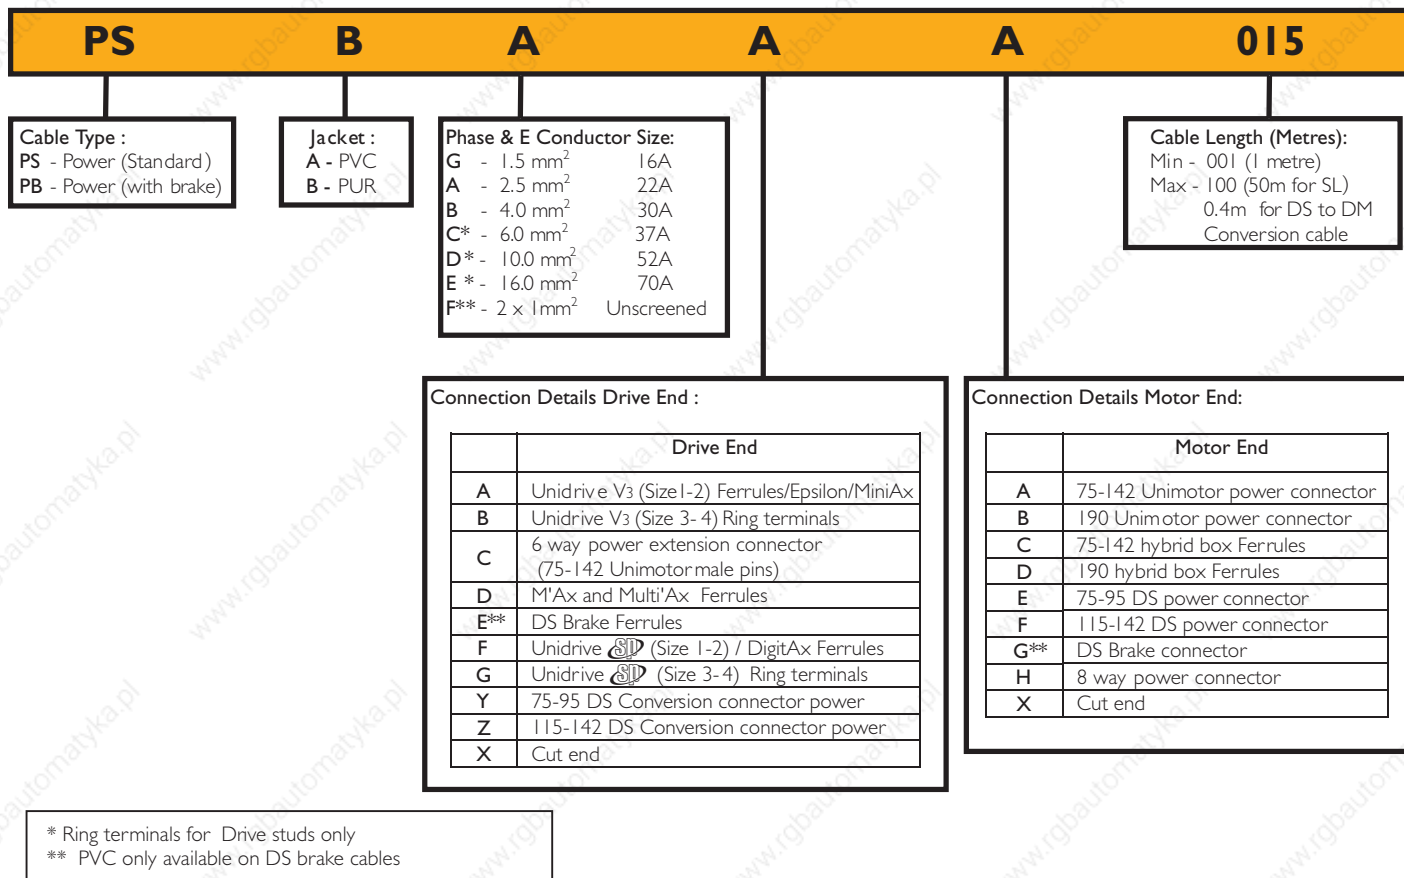 PS B A A A 015
Cable Type :
PS - Power (Standard)
PB - Power (with brake)
Jacket :
A - PVC
B - PUR
Phase & E Conductor Size:
G - 1.5 mm² 16A
A - 2.5 mm² 22A
B - 4.0 mm² 30A
C* - 6.0 mm² 37A
D* - 10.0 mm² 52A
E * - 16.0 mm² 70A
F** - 2 x 1mm² Unscreened
Cable Length (Metres):
Min - 001 (1 metre)
Max - 100 (50m for SL)
0.4m for DS to DM
Conversion cable
Connection Details Drive End :
Drive End
A Unidrive V3 (Size1-2) Ferrules/Epsilon/MiniAx
B Unidrive V3 (Size 3-4) Ring terminals
C 6 way power extension connector
(75-142 Unimotor male pins)
D M'Ax and Multi'Ax Ferrules
E** DS Brake Ferrules
F Unidrive SP (Size 1-2) / DigitAx Ferrules
G Unidrive SP (Size 3-4) Ring terminals
Y 75-95 DS Conversion connector power
Z 115-142 DS Conversion connector power
X Cut end
Connection Details Motor End:
Motor End
A 75-142 Unimotor power connector
B 190 Unimotor power connector
C 75-142 hybrid box Ferrules
D 190 hybrid box Ferrules
E 75-95 DS power connector
F 115-142 DS power connector
G** DS Brake connector
H 8 way power connector
X Cut end
* Ring terminals for Drive studs only
** PVC only available on DS brake cables
www.rgbautomatyka.pl